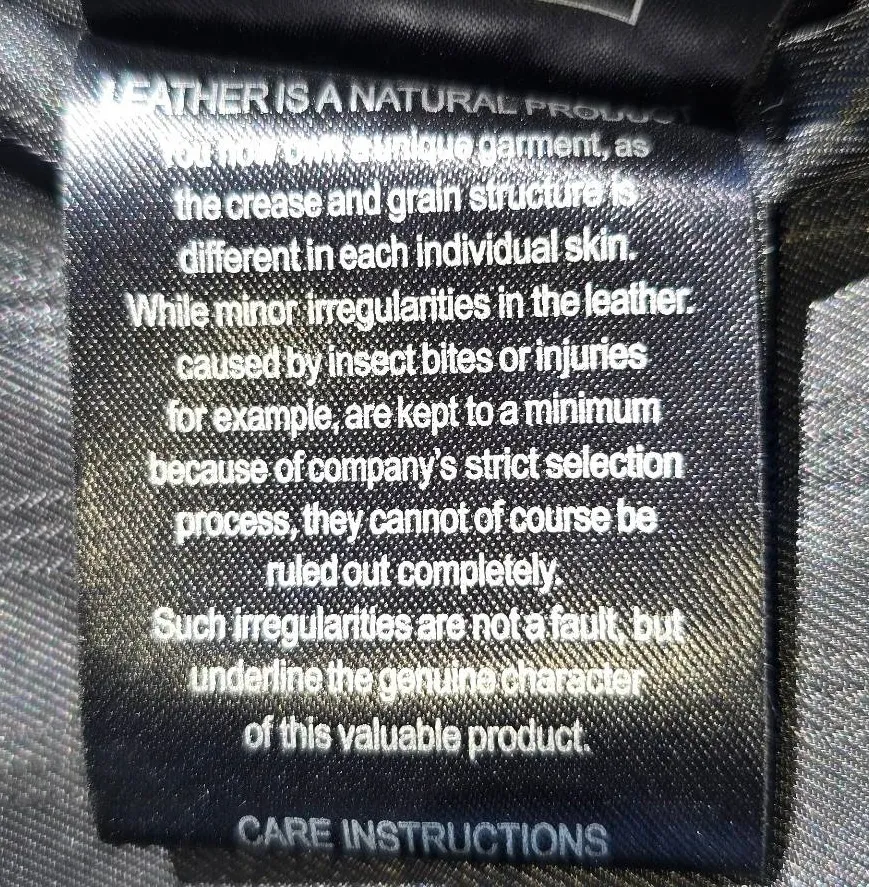 LEATHER IS A NATURAL PRODUCT
You now own a unique garment, as
the crease and grain structure is
different in each individual skin.
While minor irregularities in the leather.
caused by insect bites or injuries
for example, are kept to a minimum
because of company's strict selection
process, they cannot of course be
ruled out completely.
Such irregularities are not a fault, but
underline the genuine character
of this valuable product.
CARE INSTRUCTIONS